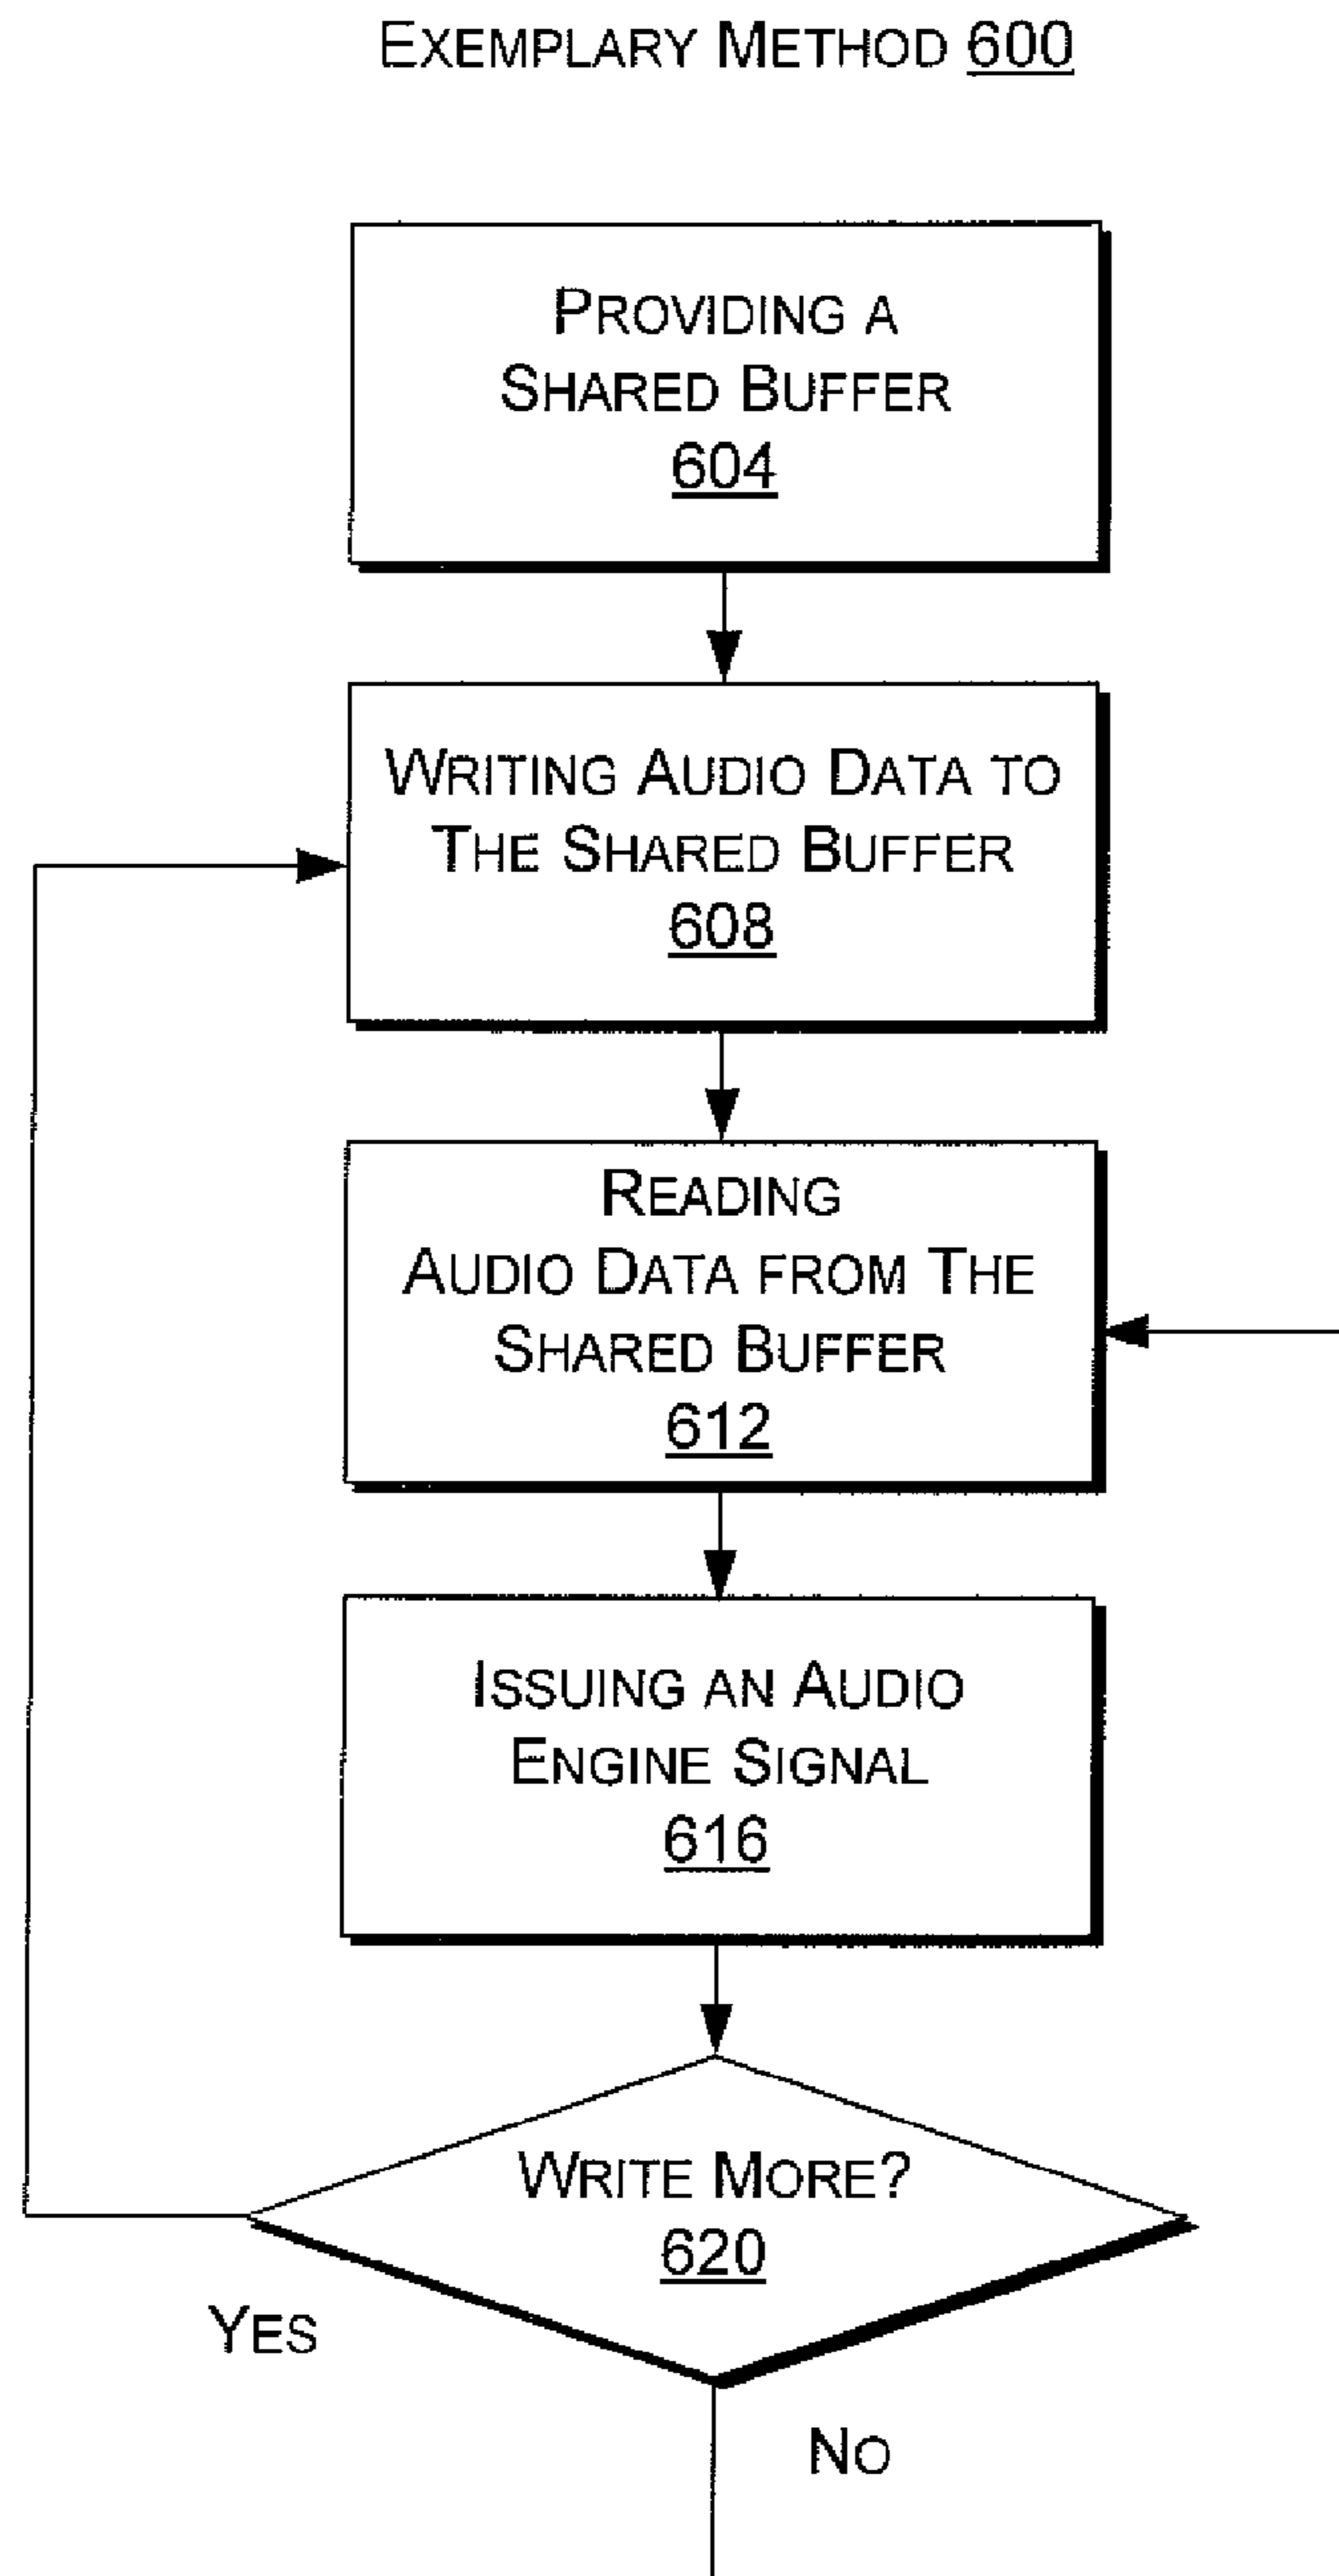 EXEMPLARY METHOD 600
PROVIDING A
SHARED BUFFER
604
WRITING AUDIO DATA TO
THE SHARED BUFFER
608
READING
AUDIO DATA FROM THE
SHARED BUFFER
612
ISSUING AN AUDIO
ENGINE SIGNAL
616
WRITE MORE?
620
YES
NO